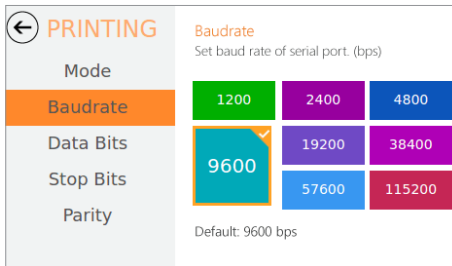 PRINTING
Mode
Baudrate
Data Bits
Stop Bits
Parity
Baudrate
Set baud rate of serial port. (bps)
1200 2400 4800
9600
19200 38400
57600 115200
Default: 9600 bps